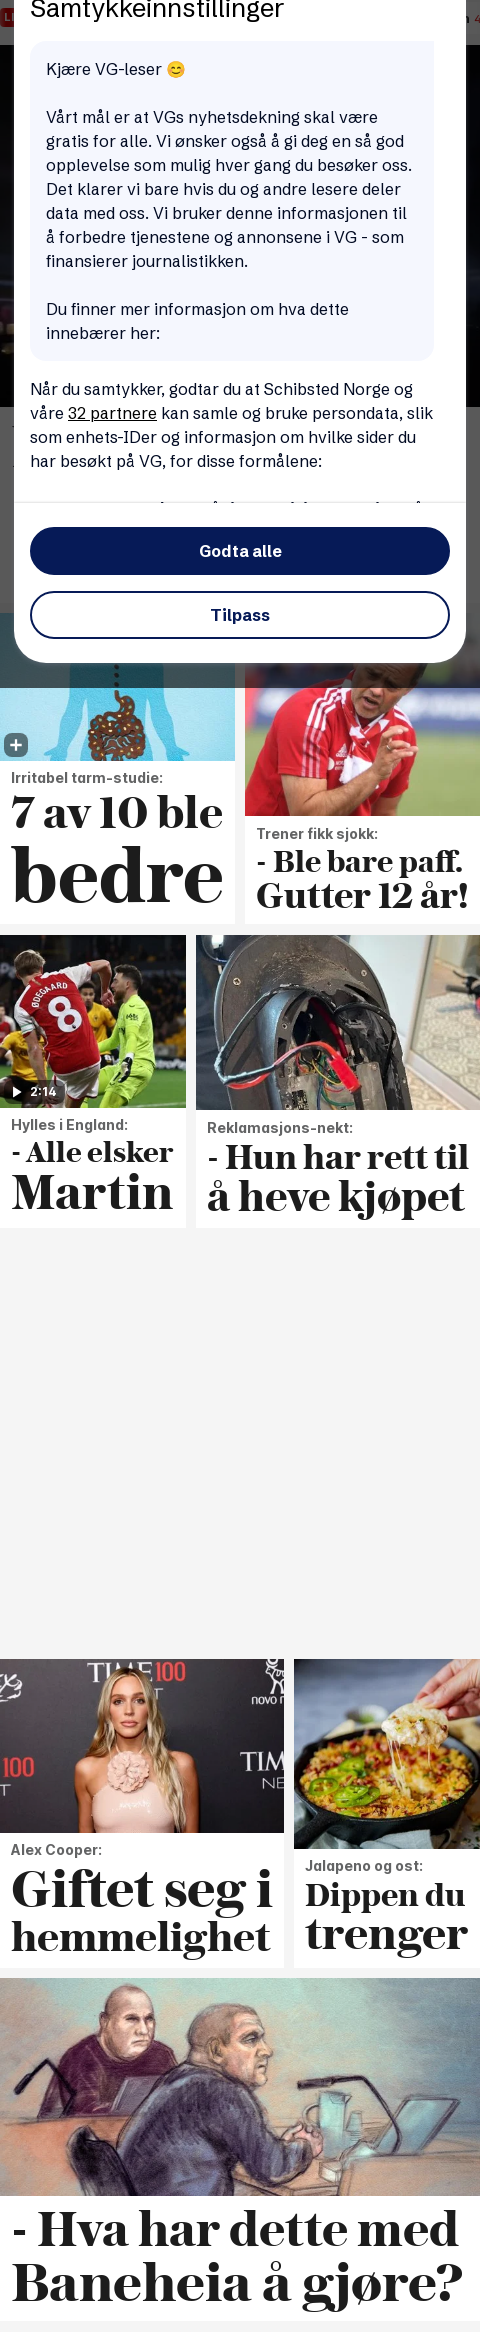 Samtykkeinnstillinger
Kjære VG-leser 😊
Vårt mål er at VGs nyhetsdekning skal være
gratis for alle. Vi ønsker også å gi deg en så god
opplevelse som mulig hver gang du besøker oss.
Det klarer vi bare hvis du og andre lesere deler
data med oss. Vi bruker denne informasjonen til
å forbedre tjenestene og annonsene i VG - som
finansierer journalistikken.
Du finner mer informasjon om hva dette
innebærer her:
Når du samtykker, godtar du at Schibsted Norge og
våre 32 partnere kan samle og bruke persondata, slik
som enhets-IDer og informasjon om hvilke sider du
har besøkt på VG, for disse formålene:
Godta alle
Tilpass
Irritabel tarm-studie:
7 av 10 ble
bedre
Trener fikk sjokk:
- Ble bare paff.
Gutter 12 år!
ØDEGAARD
8
2:14
Hylles i England:
- Alle elsker
Martin
Reklamasjons-nekt:
- Hun har rett til
å heve kjøpet
TIME100
novo n
100
TIM
NE
Alex Cooper:
Giftet seg i
hemmelighet
Jalapeno og ost:
Dippen du
trenger
- Hva har dette med
Baneheia å gjøre?